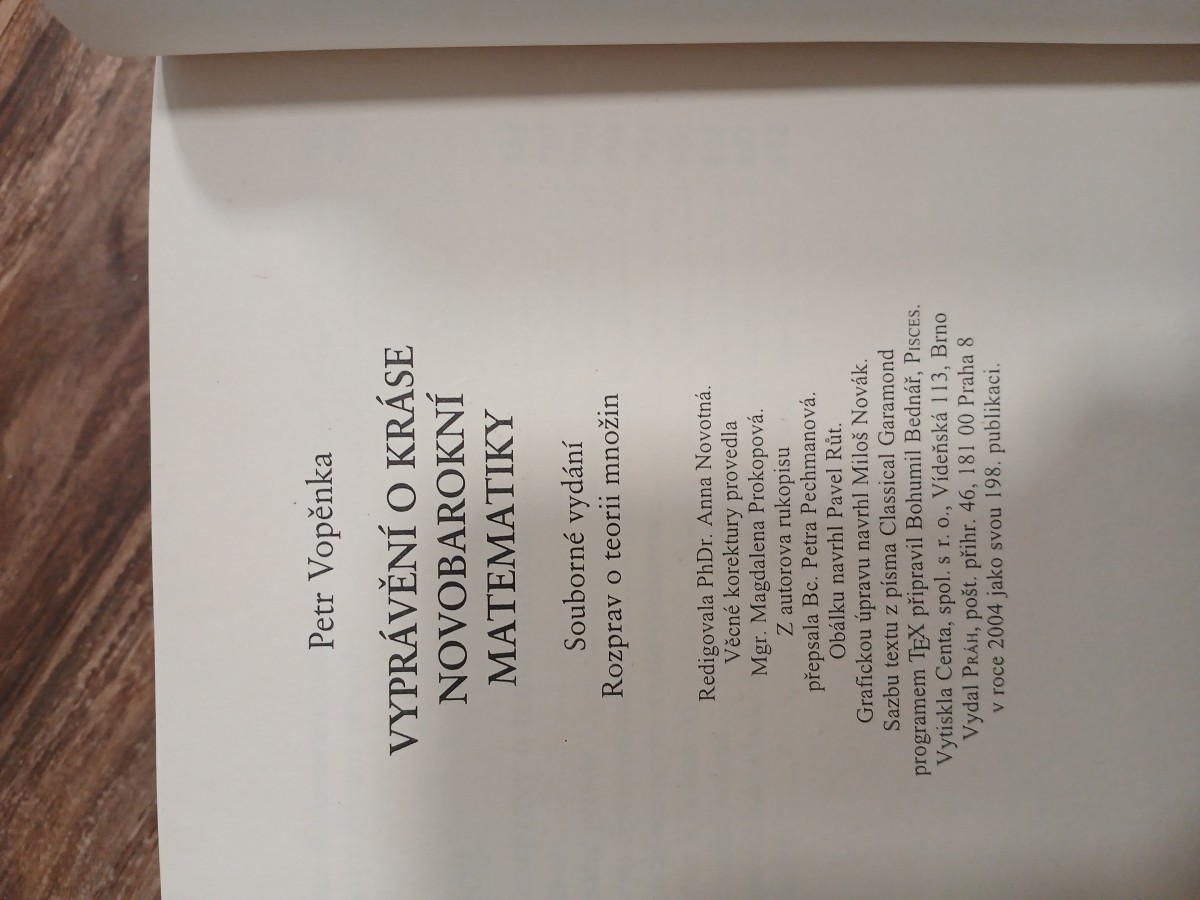 Petr Vopěnka
VYPRÁVĚNÍ O KRÁSE
NOVOBAROKNÍ
MATEMATIKY
Souborné vydání
Rozprav o teorii množin
Redigovala PhDr. Anna Novotná.
Věcné korektury provedla
Mgr. Magdalena Prokopová.
Z autorova rukopisu
přepsala Bc. Petra Pechmanová.
Obálku navrhl Pavel Růt.
Grafickou úpravu navrhl Miloš Novák.
Sazbu textu z písma Classical Garamond
programem TEX připravil Bohumil Bednář, PISCES.
Vytiskla Centa, spol. s r. o., Vídeňská 113, Brno
Vydal PRÁH, pošt. přihr. 46, 181 00 Praha 8
v roce 2004 jako svou 198. publikaci.